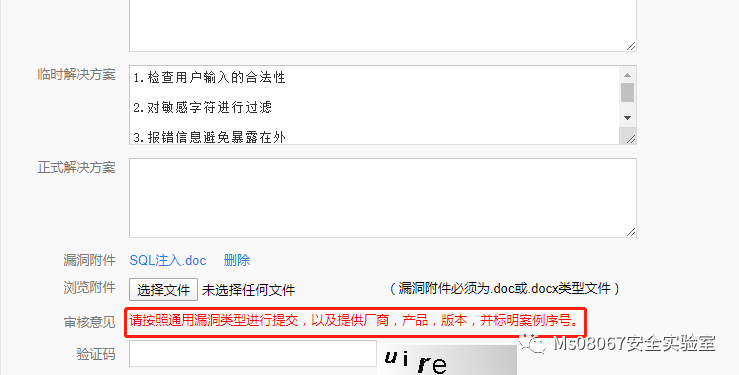 临时解决方案
1.检查用户输入的合法性
2.对敏感字符进行过滤
3.报错信息避免暴露在外
正式解决方案
漏洞附件 SQL注入.doc 删除
浏览附件 选择文件 未选择任何文件 （漏洞附件必须为.doc或.docx类型文件）
审核意见 请按照通用漏洞类型进行提交，以及提供厂商，产品，版本，并标明案例序号。
Ms08067安全实验室
验证码 uire